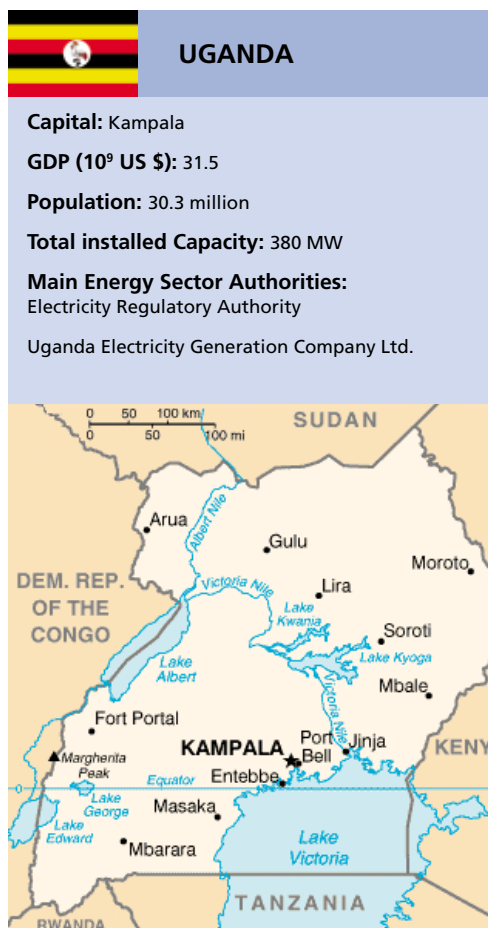 UGANDA
Capital: Kampala
GDP (10⁹ US $): 31.5
Population: 30.3 million
Total installed Capacity: 380 MW
Main Energy Sector Authorities:
Electricity Regulatory Authority
Uganda Electricity Generation Company Ltd.
0 50 100 km
0 50 100 mi
SUDAN
Arua
Albert Nile
Gulu
Moroto
DEM. REP.
OF THE
CONGO
Victoria Nile
Lira
Lake
Kwania
Soroti
Lake Kyoga
Lake
Albert
Mbale
Victoria Nile
Fort Portal
KAMPALA
Port
Bell
Jinja
KENY
Margherita
Peak
Entebbe
0
Equator
Lake
George
Masaka
Lake
Edward
Mbarara
Lake
Victoria
TANZANIA
RWANDA